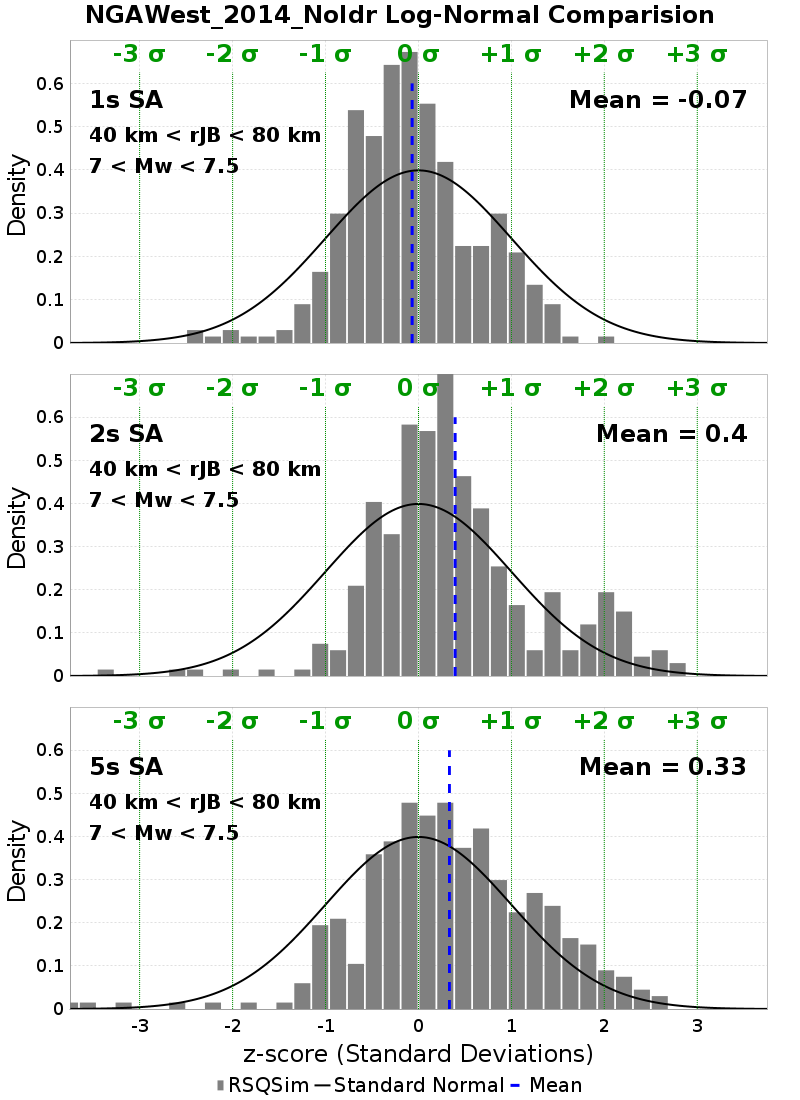 NGAWest_2014_NoIdr Log-Normal Comparision
-3 σ -2 σ -1 σ 0 σ +1 σ +2 σ +3 σ
1s SA Mean = -0.07
40 km < rJB < 80 km
7 < Mw < 7.5
Density
0.6
0.5
0.4
0.3
0.2
0.1
0
-3 σ -2 σ -1 σ 0 σ +1 σ +2 σ +3 σ
2s SA Mean = 0.4
40 km < rJB < 80 km
7 < Mw < 7.5
Density
0.6
0.5
0.4
0.3
0.2
0.1
0
-3 σ -2 σ -1 σ 0 σ +1 σ +2 σ +3 σ
5s SA Mean = 0.33
40 km < rJB < 80 km
7 < Mw < 7.5
Density
0.6
0.5
0.4
0.3
0.2
0.1
0
-3 -2 -1 0 1 2 3
z-score (Standard Deviations)
RSQSim Standard Normal Mean